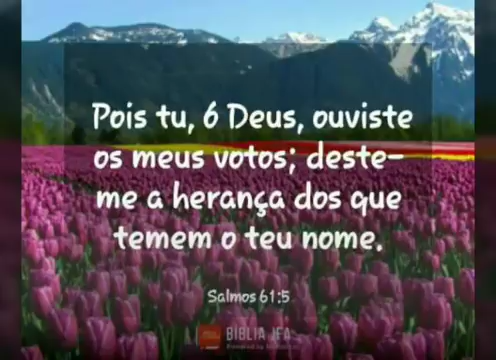 Pois tu, ó Deus, ouviste
os meus votos; deste-
me a herança dos que
temem o teu nome.
Salmos 61:5
BÍBLIA JFA